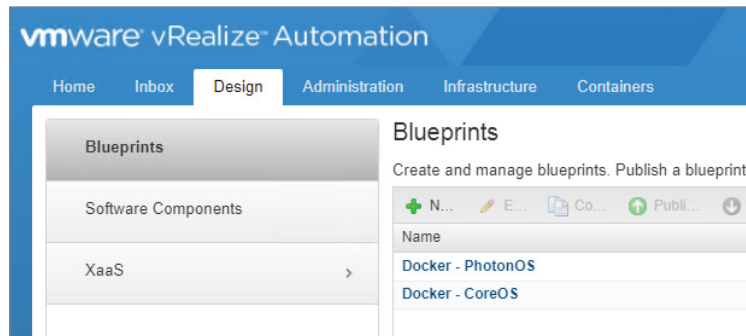 vmware vRealize Automation
Home Inbox Design Administration Infrastructure Containers
Blueprints
Software Components
XaaS
Blueprints
Create and manage blueprints. Publish a blueprint
N... E... Co... Publi...
Name
Docker - PhotonOS
Docker - CoreOS